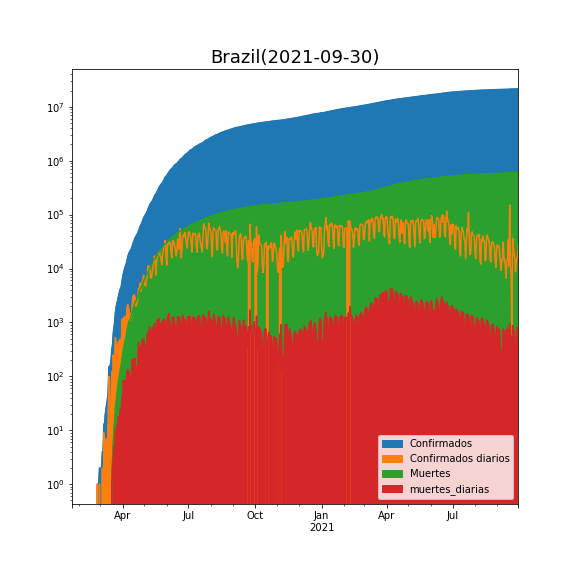 Brazil(2021-09-30)
10^7
10^6
10^5
10^4
10^3
10^2
10^1
10^0
Apr Jul Oct Jan Apr Jul
2021
Confirmados
Confirmados diarios
Muertes
muertes_diarias